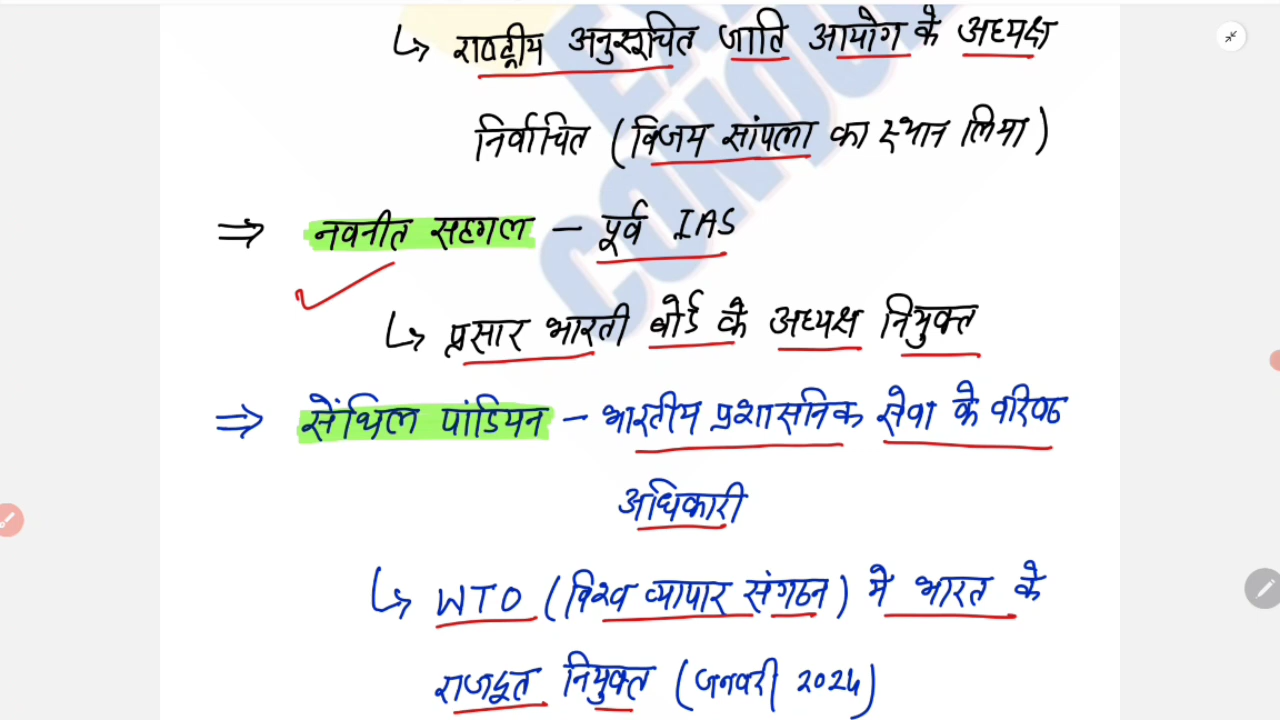 ↳ राष्ट्रीय अनुसूचित जाति आयोग के अध्यक्ष
निर्वाचित (विजय सांपला का स्थान लिया)
⇒ नवनीत सहगल – पूर्व IAS
↳ प्रसार भारती बोर्ड के अध्यक्ष नियुक्त
⇒ सेंथिल पांडियन – भारतीय प्रशासनिक सेवा के वरिष्ठ
अधिकारी
↳ WTO (विश्व व्यापार संगठन) में भारत के
राजदूत नियुक्त (जनवरी 2024)